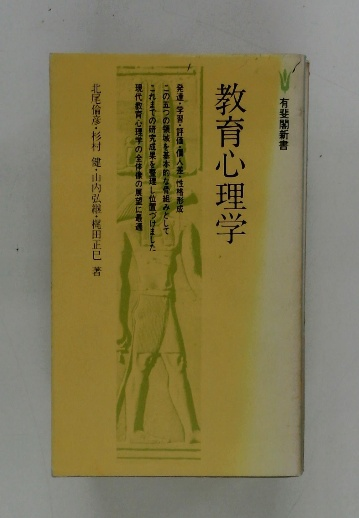 有斐閣新書
教育心理学
発達・学習・評価・個人差・性格形成
この五つの領域を基本的な骨組みとして
これまでの研究成果を整理し位置づけました
現代教育心理学の全体像の展望に最適
北尾倫彦・杉村 健・山内弘継・梶田正巳 著